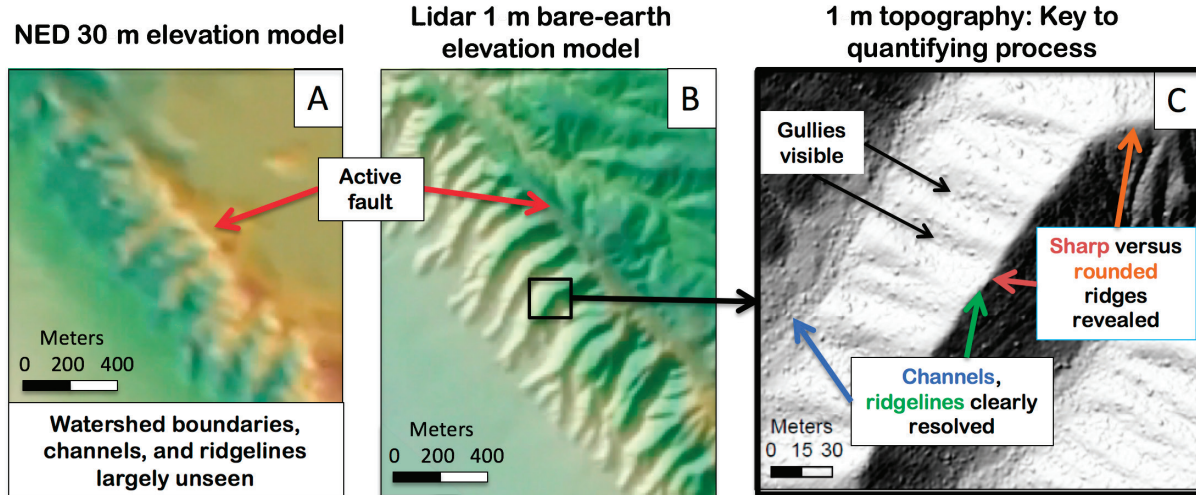 NED 30 m elevation model
Lidar 1 m bare-earth
elevation model
1 m topography: Key to
quantifying process
A
B
C
Active
fault
Gullies
visible
Sharp versus
rounded
ridges
revealed
Channels,
ridgelines clearly
resolved
Meters
0 200 400
Watershed boundaries,
channels, and ridgelines
largely unseen
Meters
0 200 400
Meters
0 15 30